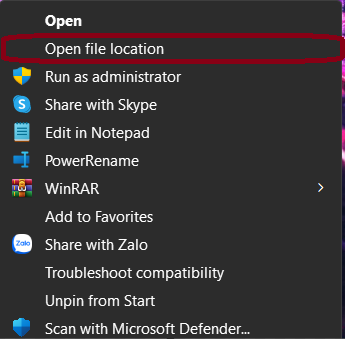 Open
Open file location
Run as administrator
Share with Skype
Edit in Notepad
PowerRename
WinRAR
Add to Favorites
Zalo
Share with Zalo
Troubleshoot compatibility
Unpin from Start
Scan with Microsoft Defender...